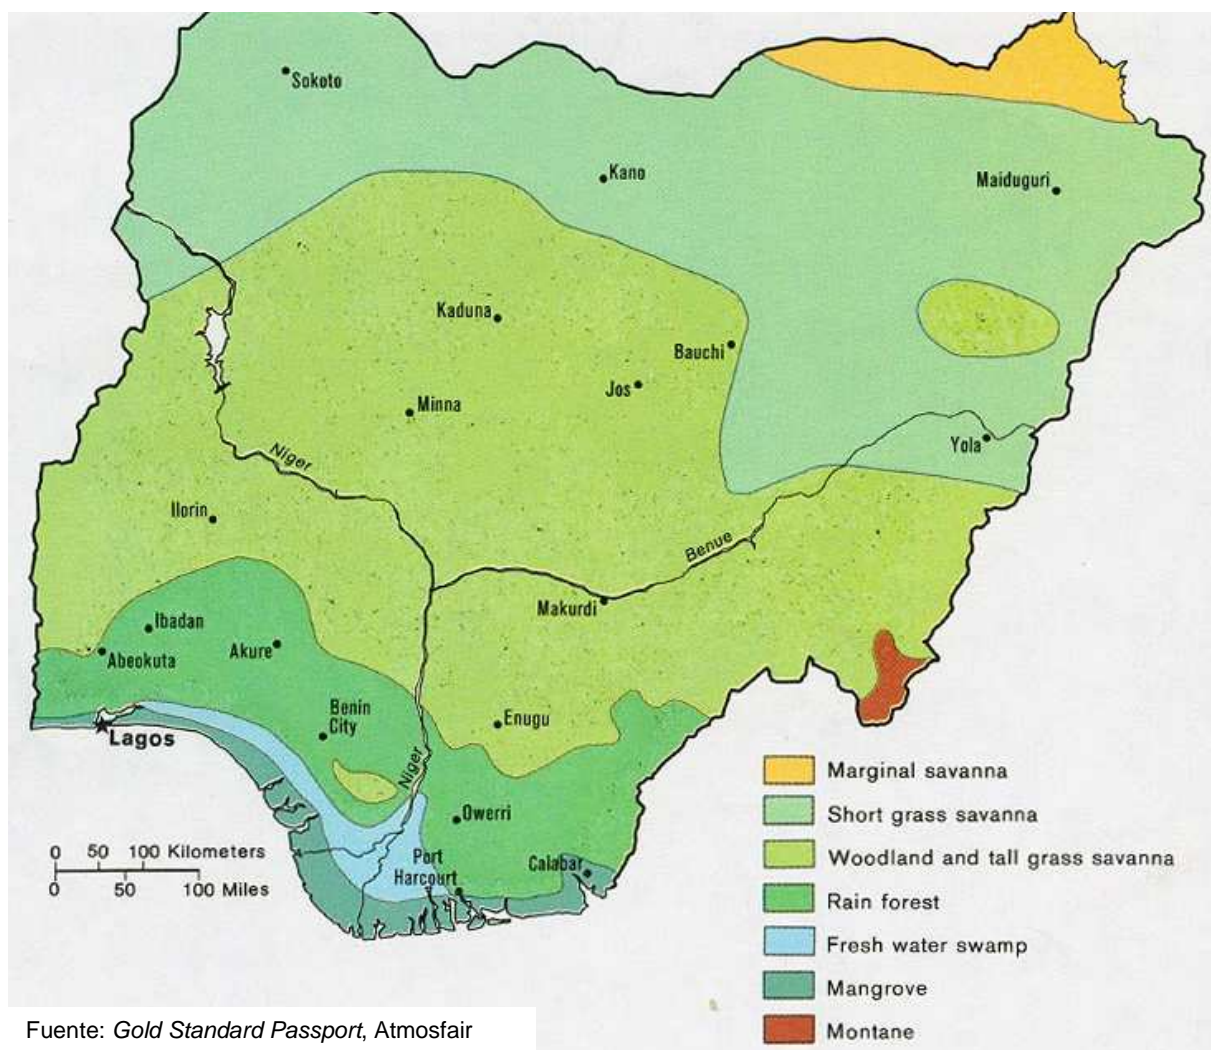 Sokoto
Kano
Maiduguri
Kaduna
Bauchi
Jos
Minna
Yola
Niger
Ilorin
Benue
Makurdi
Ibadan
Akure
Abeokuta
Benin
City
Enugu
Lagos
Niger
Owerri
Port
Harcourt
Calabar
0 50 100 Kilometers
0 50 100 Miles
Marginal savanna
Short grass savanna
Woodland and tall grass savanna
Rain forest
Fresh water swamp
Mangrove
Montane
Fuente: Gold Standard Passport, Atmosfair